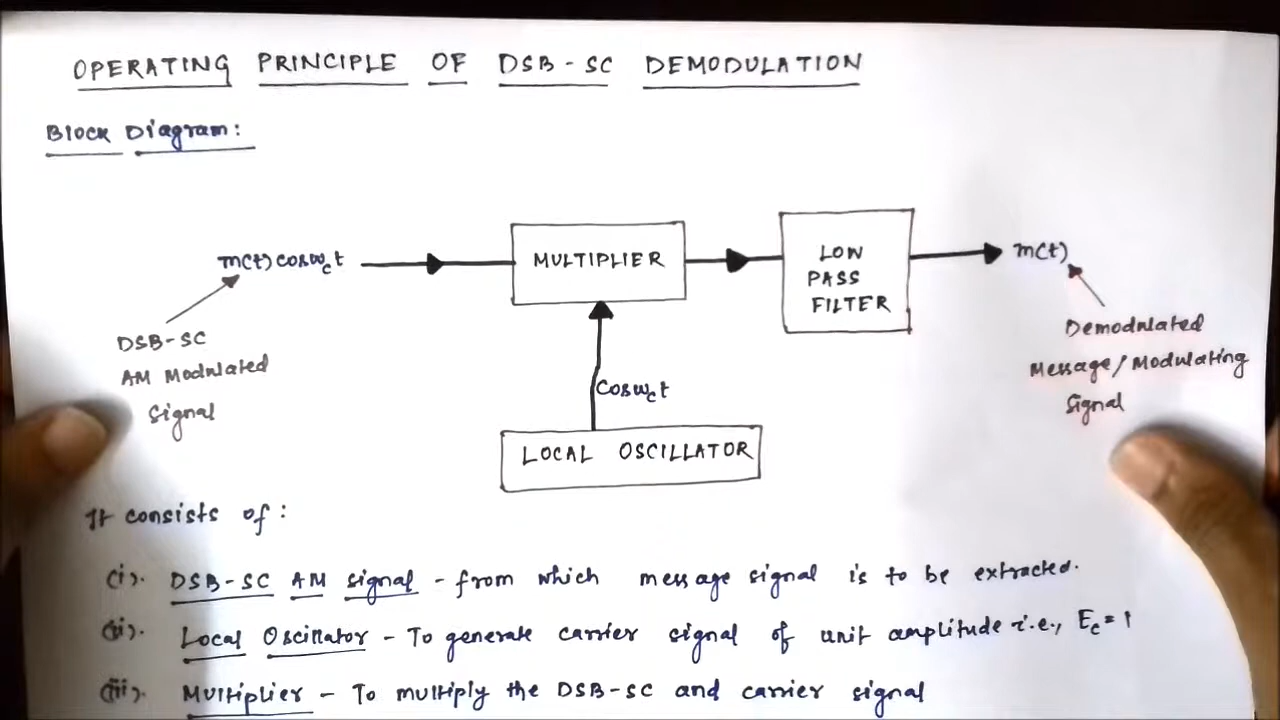 OPERATING PRINCIPLE OF DSB-SC DEMODULATION
Block Diagram:
m(t) cosωct
MULTIPLIER
LOW
PASS
FILTER
m(t)
DSB-SC
AM Modulated
Signal
Demodulated
Message/Modulating
Signal
cosωct
LOCAL OSCILLATOR
It consists of:
(i). DSB-SC AM signal - from which message signal is to be extracted.
(ii). Local Oscillator - To generate carrier signal of unit amplitude i.e., Ec = 1
(iii). Multiplier - To multiply the DSB-SC and carrier signal